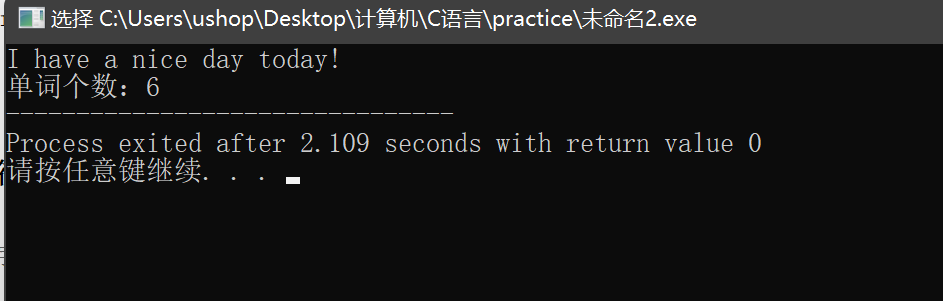 选择 C:\Users\ushop\Desktop\计算机\C语言\practice\未命名2.exe
I have a nice day today!
单词个数：6
--------------------------------
Process exited after 2.109 seconds with return value 0
请按任意键继续. . .